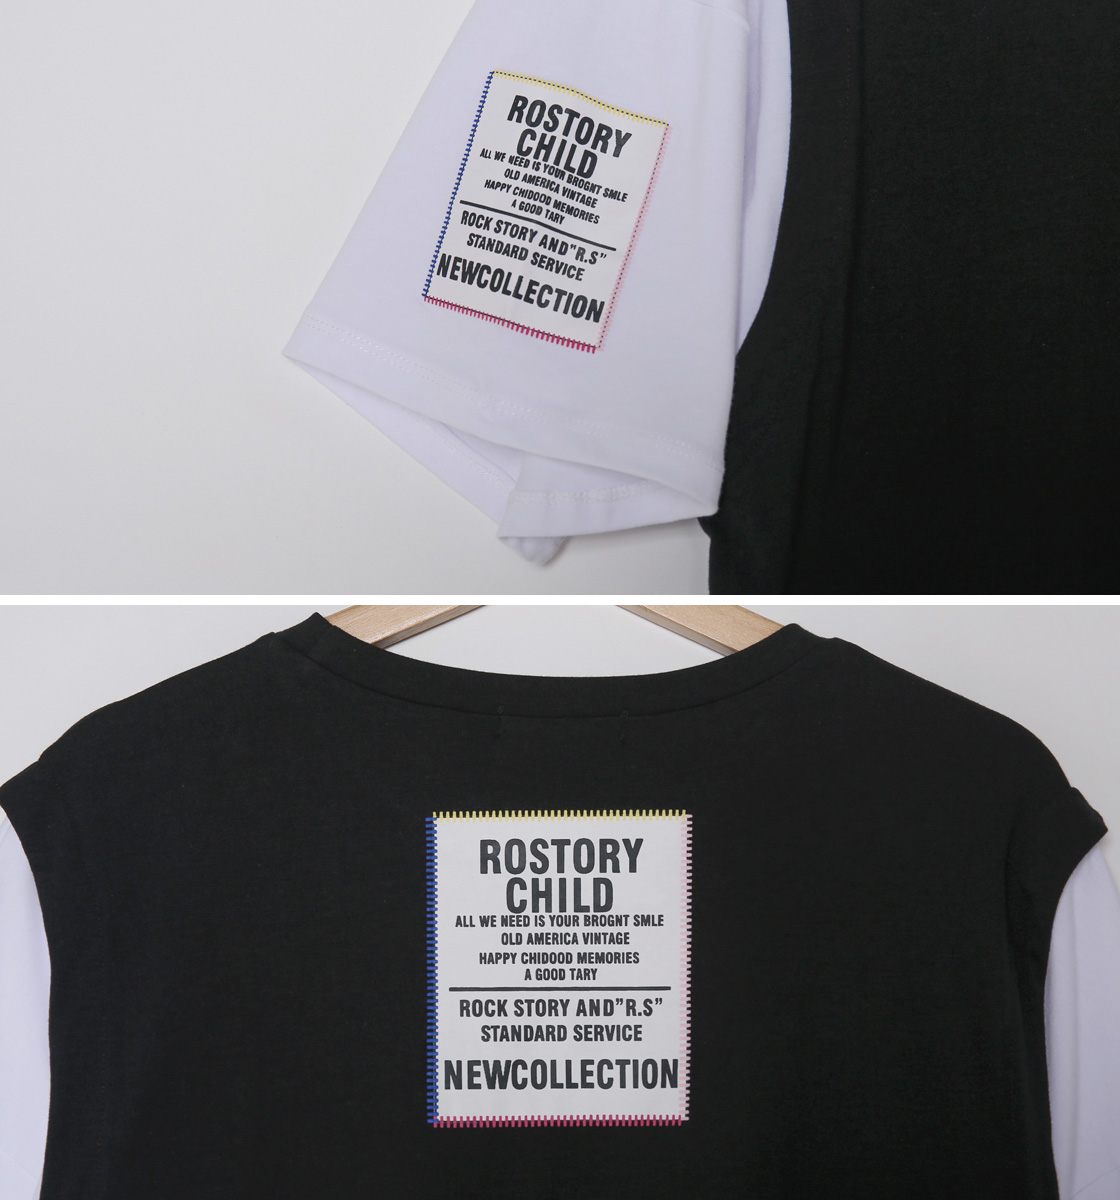 ROSTORY
CHILD
ALL WE NEED IS YOUR BROGNT SMLE
OLD AMERICA VINTAGE
HAPPY CHIDOOD MEMORIES
A GOOD TARY
ROCK STORY AND"R.S"
STANDARD SERVICE
NEWCOLLECTION
ROSTORY
CHILD
ALL WE NEED IS YOUR BROGNT SMLE
OLD AMERICA VINTAGE
HAPPY CHIDOOD MEMORIES
A GOOD TARY
ROCK STORY AND"R.S"
STANDARD SERVICE
NEWCOLLECTION